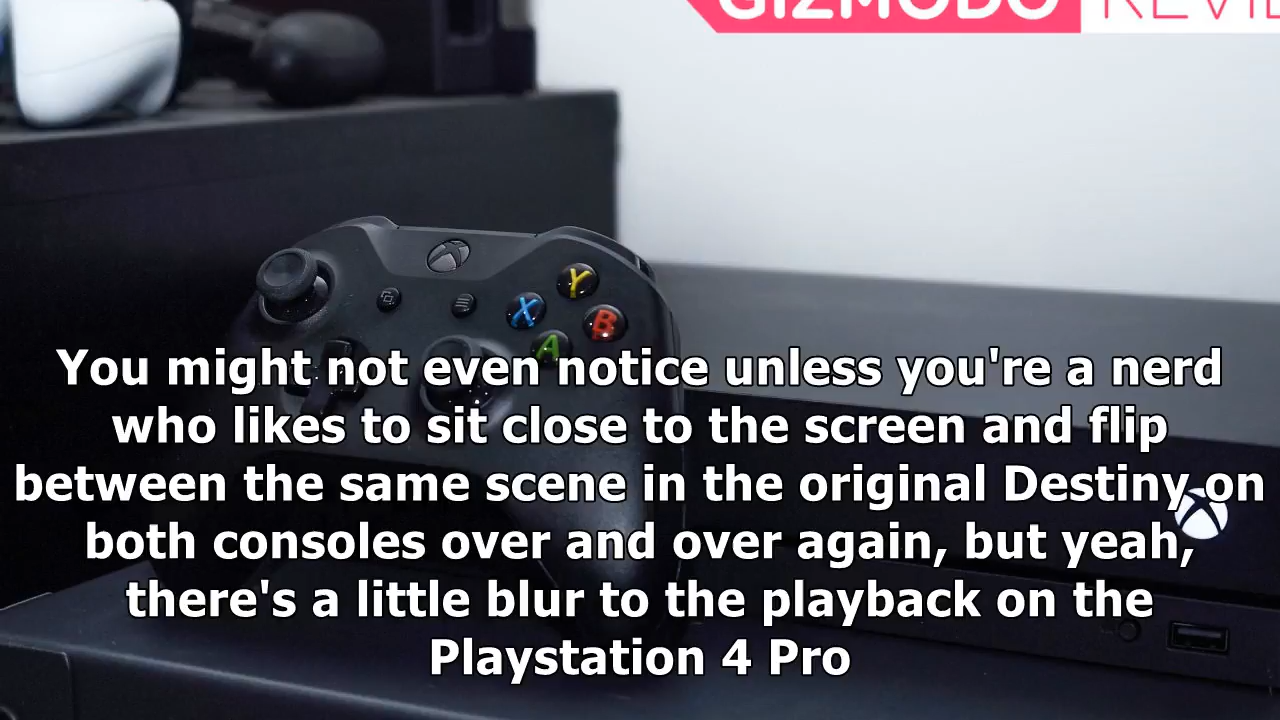 GIZMODO REVIE
Y
X
B
A
You might not even notice unless you're a nerd
who likes to sit close to the screen and flip
between the same scene in the original Destiny on
both consoles over and over again, but yeah,
there's a little blur to the playback on the
Playstation 4 Pro